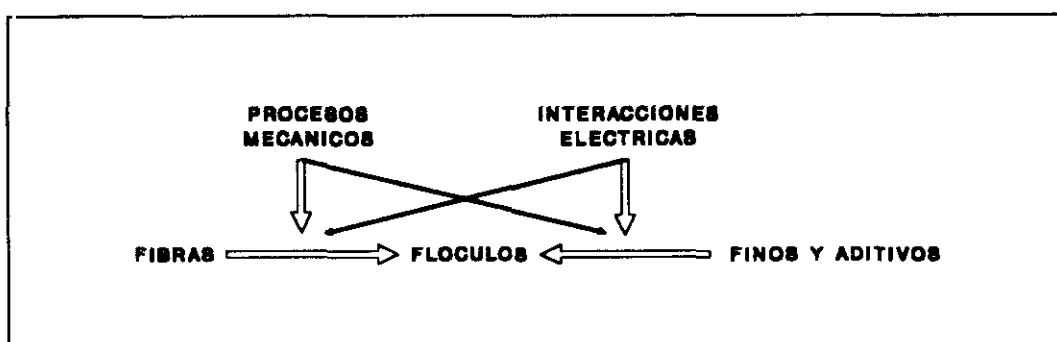 PROCESOS
MECANICOS
INTERACCIONES
ELECTRICAS
FIBRAS
FLOCULOS
FINOS Y ADITIVOS